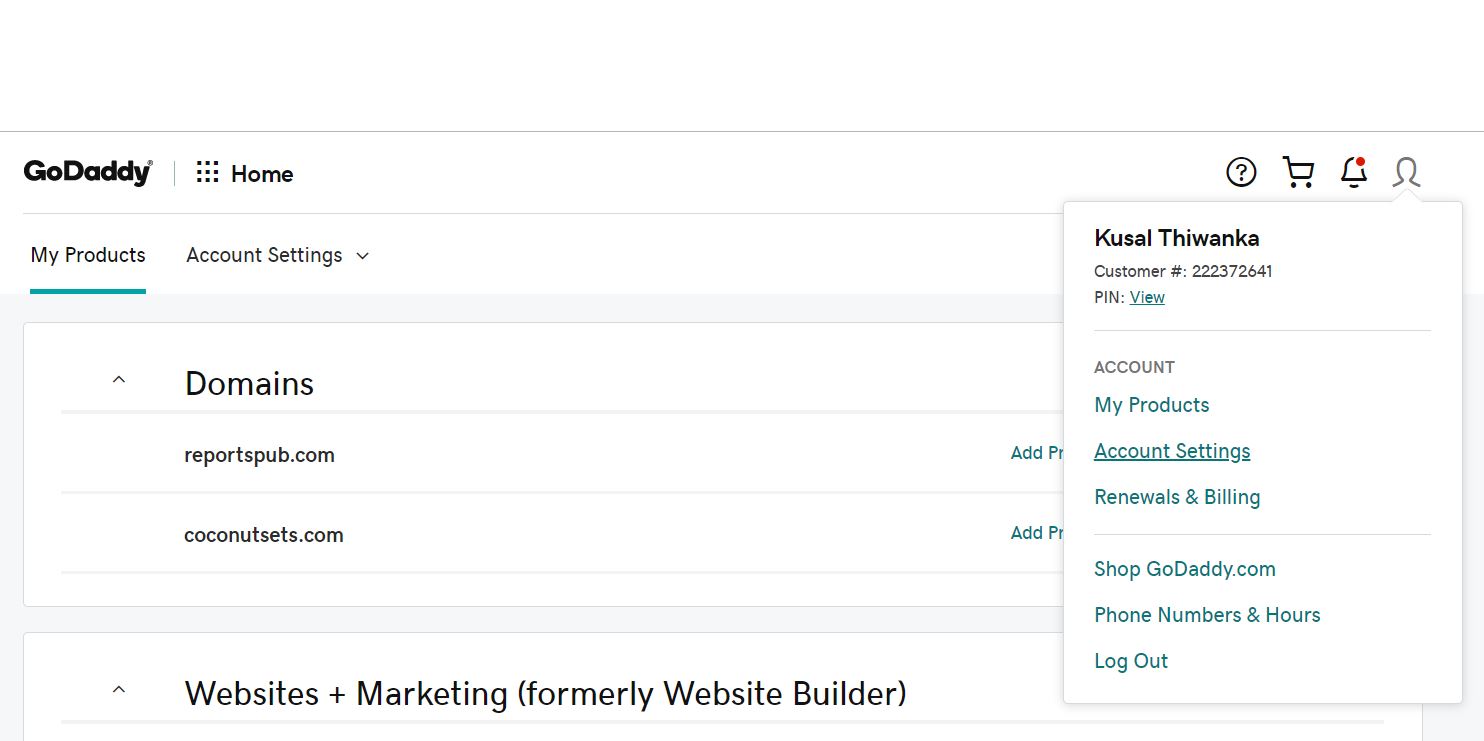 GoDaddy® Home
My Products Account Settings
Kusal Thiwanka
Customer #: 222372641
PIN: View
ACCOUNT
My Products
Account Settings
Renewals & Billing
Shop GoDaddy.com
Phone Numbers & Hours
Log Out
Domains
reportspub.com Add Pr
coconutsets.com Add Pr
Websites + Marketing (formerly Website Builder)